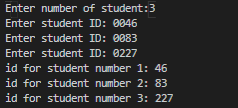 Enter number of student:3
Enter student ID: 0046
Enter student ID: 0083
Enter student ID: 0227
id for student number 1: 46
id for student number 2: 83
id for student number 3: 227